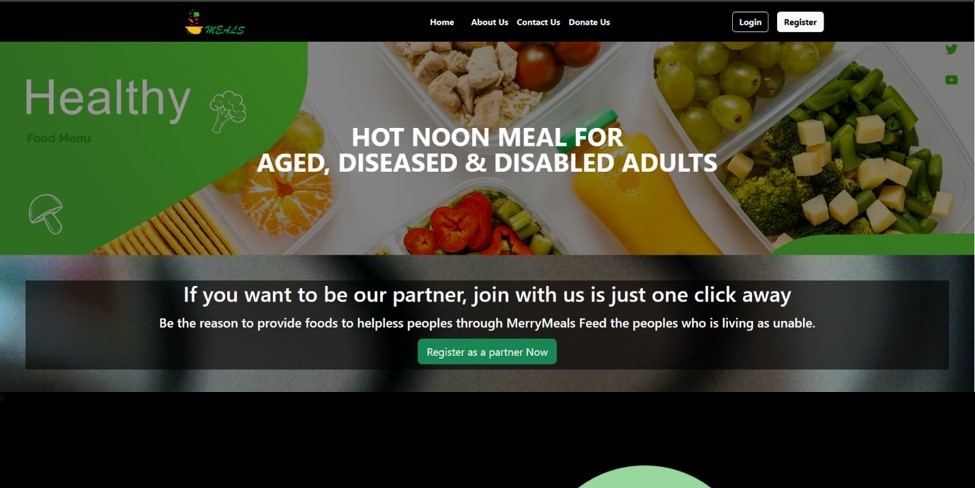 MEALS
Home About Us Contact Us Donate Us
Login Register
Healthy
Food Menu
HOT NOON MEAL FOR
AGED, DISEASED & DISABLED ADULTS
If you want to be our partner, join with us is just one click away
Be the reason to provide foods to helpless peoples through MerryMeals Feed the peoples who is living as unable.
Register as a partner Now